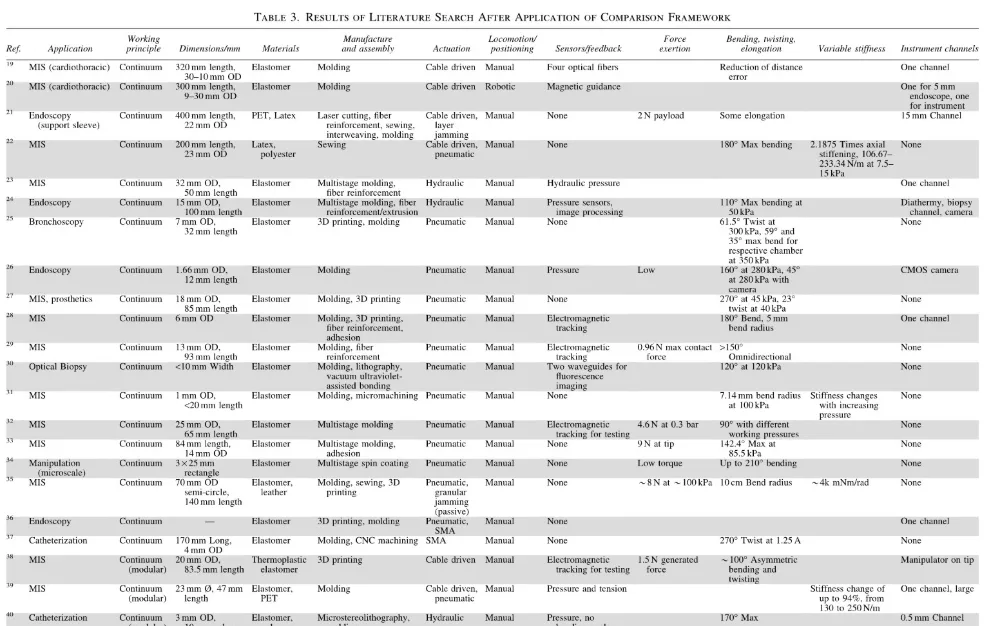 TABLE 3. RESULTS OF LITERATURE SEARCH AFTER APPLICATION OF COMPARISON FRAMEWORK
Ref. Application Working principle Dimensions/mm Materials Manufacture and assembly Actuation Locomotion/ positioning Sensors/feedback Force exertion Bending, twisting, elongation Variable stiffness Instrument channels
19 MIS (cardiothoracic) Continuum 320 mm length, 30–10 mm OD Elastomer Molding Cable driven Manual Four optical fibers Reduction of distance error One channel
20 MIS (cardiothoracic) Continuum 300 mm length, 9–30 mm OD Elastomer Molding Cable driven Robotic Magnetic guidance One for 5 mm endoscope, one for instrument
21 Endoscopy (support sleeve) Continuum 400 mm length, 22 mm OD PET, Latex Laser cutting, fiber reinforcement, sewing, interweaving, molding Cable driven, layer jamming Manual None 2 N payload Some elongation 15 mm Channel
22 MIS Continuum 200 mm length, 23 mm OD Latex, polyester Sewing Cable driven, pneumatic Manual None 180° Max bending 2.1875 Times axial stiffening, 106.67–233.34 N/m at 7.5–15 kPa None
23 MIS Continuum 32 mm OD, 50 mm length Elastomer Multistage molding, fiber reinforcement Hydraulic Manual Hydraulic pressure One channel
24 Endoscopy Continuum 15 mm OD, 100 mm length Elastomer Multistage molding, fiber reinforcement/extrusion Hydraulic Manual Pressure sensors, image processing 110° Max bending at 50 kPa Diathermy, biopsy channel, camera
25 Bronchoscopy Continuum 7 mm OD, 32 mm length Elastomer 3D printing, molding Pneumatic Manual None 61.5° Twist at 300 kPa, 59° and 35° max bend for respective chamber at 350 kPa None
26 Endoscopy Continuum 1.66 mm OD, 12 mm length Elastomer Molding Pneumatic Manual Pressure Low 160° at 280 kPa, 45° at 280 kPa with camera CMOS camera
27 MIS, prosthetics Continuum 18 mm OD, 85 mm length Elastomer Molding, 3D printing Pneumatic Manual None 270° at 45 kPa, 23° twist at 40 kPa None
28 MIS Continuum 6 mm OD Elastomer Molding, 3D printing, fiber reinforcement, adhesion Pneumatic Manual Electromagnetic tracking 180° Bend, 5 mm bend radius One channel
29 MIS Continuum 13 mm OD, 93 mm length Elastomer Molding, fiber reinforcement Pneumatic Manual Electromagnetic tracking 0.96 N max contact force >150° Omnidirectional None
30 Optical Biopsy Continuum <10 mm Width Elastomer Molding, lithography, vacuum ultraviolet-assisted bonding Pneumatic Manual Two waveguides for fluorescence imaging 120° at 120 kPa None
31 MIS Continuum 1 mm OD, <20 mm length Elastomer Molding, micromachining Pneumatic Manual None 7.14 mm bend radius at 100 kPa Stiffness changes with increasing pressure None
32 MIS Continuum 25 mm OD, 65 mm length Elastomer Multistage molding Pneumatic Manual Electromagnetic tracking for testing 4.6 N at 0.3 bar 90° with different working pressures None
33 MIS Continuum 84 mm length, 14 mm OD Elastomer Multistage molding, adhesion Pneumatic Manual None 9 N at tip 142.4° Max at 85.5 kPa None
34 Manipulation (microscale) Continuum 3×25 mm rectangle Elastomer Multistage spin coating Pneumatic Manual None Low torque Up to 210° bending None
35 MIS Continuum 70 mm OD semi-circle, 140 mm length Elastomer, leather Molding, sewing, 3D printing Pneumatic, granular jamming (passive) Manual None ~8 N at ~100 kPa 10 cm Bend radius ~4k mNm/rad None
36 Endoscopy Continuum — Elastomer 3D printing, molding Pneumatic, SMA Manual None One channel
37 Catheterization Continuum 170 mm Long, 4 mm OD Elastomer Molding, CNC machining SMA Manual None 270° Twist at 1.25 A None
38 MIS Continuum (modular) 20 mm OD, 83.5 mm length Thermoplastic elastomer 3D printing Cable driven Manual Electromagnetic tracking for testing 1.5 N generated force ~100° Asymmetric bending and twisting Manipulator on tip
39 MIS Continuum (modular) 23 mm Ø, 47 mm length Elastomer, PET Molding Cable driven, pneumatic Manual Pressure and tension Stiffness change of up to 94%, from 130 to 250 N/m One channel, large
40 Catheterization Continuum 3 mm OD, Elastomer, Microstereolithography, Hydraulic Manual Pressure, no 170° Max 0.5 mm Channel